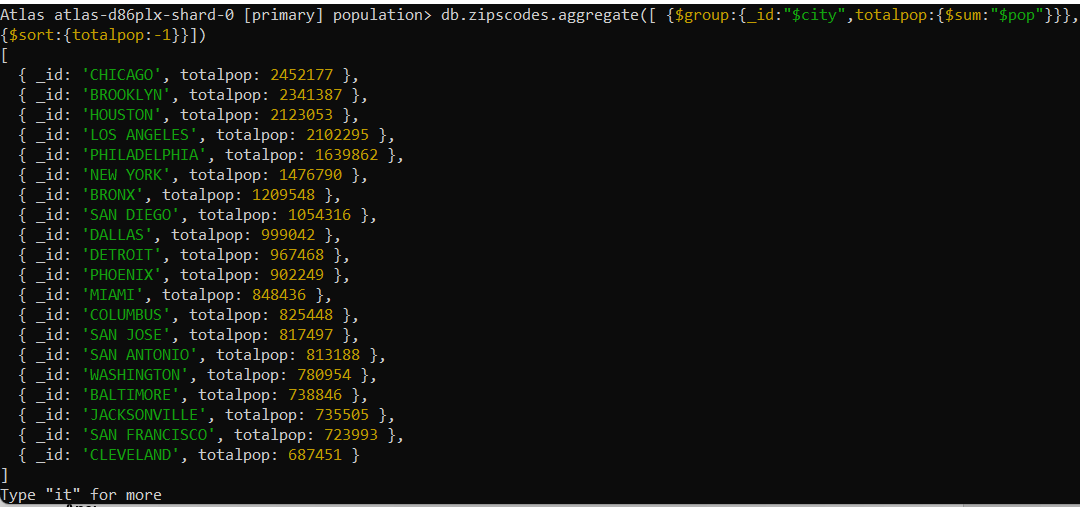 Atlas atlas-d86plx-shard-0 [primary] population> db.zipscodes.aggregate([ {$group:{_id:"$city",totalpop:{$sum:"$pop"}}},
{$sort:{totalpop:-1}}])
[
  { _id: 'CHICAGO', totalpop: 2452177 },
  { _id: 'BROOKLYN', totalpop: 2341387 },
  { _id: 'HOUSTON', totalpop: 2123053 },
  { _id: 'LOS ANGELES', totalpop: 2102295 },
  { _id: 'PHILADELPHIA', totalpop: 1639862 },
  { _id: 'NEW YORK', totalpop: 1476790 },
  { _id: 'BRONX', totalpop: 1209548 },
  { _id: 'SAN DIEGO', totalpop: 1054316 },
  { _id: 'DALLAS', totalpop: 999042 },
  { _id: 'DETROIT', totalpop: 967468 },
  { _id: 'PHOENIX', totalpop: 902249 },
  { _id: 'MIAMI', totalpop: 848436 },
  { _id: 'COLUMBUS', totalpop: 825448 },
  { _id: 'SAN JOSE', totalpop: 817497 },
  { _id: 'SAN ANTONIO', totalpop: 813188 },
  { _id: 'WASHINGTON', totalpop: 780954 },
  { _id: 'BALTIMORE', totalpop: 738846 },
  { _id: 'JACKSONVILLE', totalpop: 735505 },
  { _id: 'SAN FRANCISCO', totalpop: 723993 },
  { _id: 'CLEVELAND', totalpop: 687451 }
]
Type "it" for more